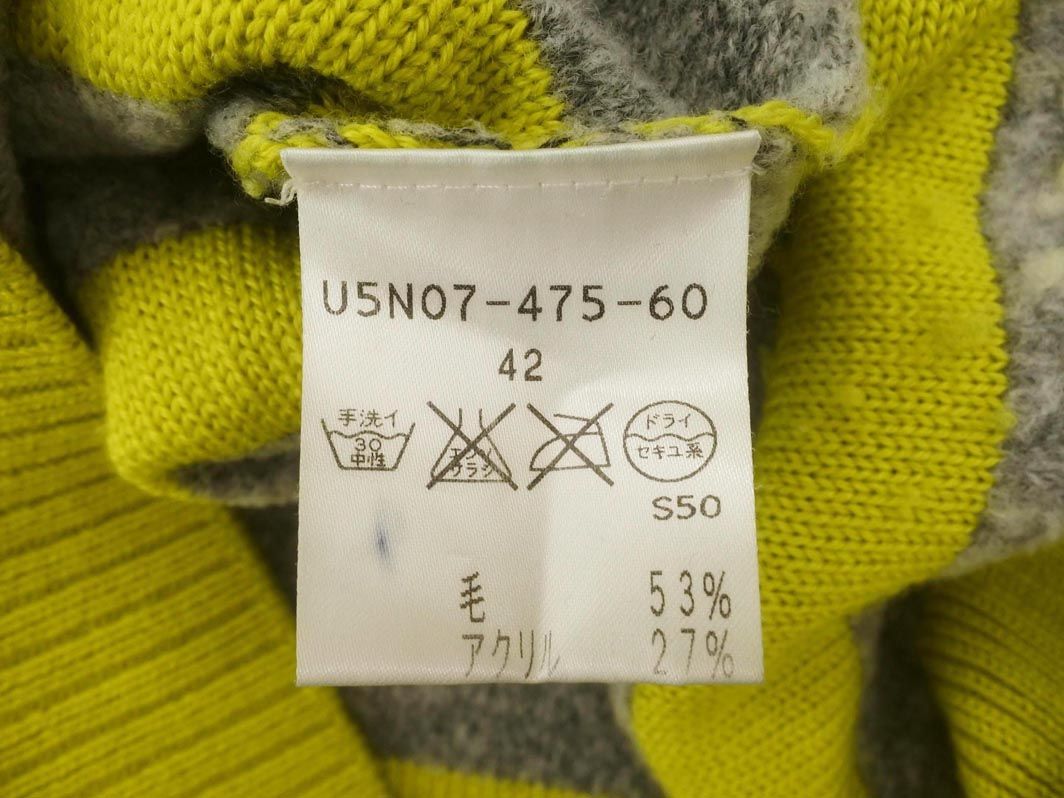 U5N07-475-60
42
手洗イ
30
中性
エンソ
サラシ
ドライ
セキユ系
S50
毛 53%
アクリル 27%